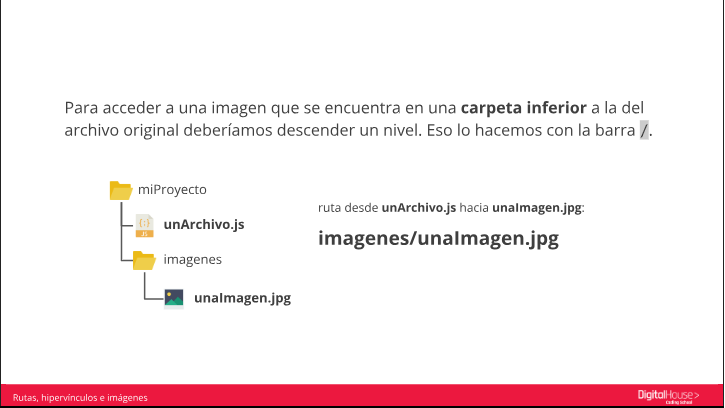 Para acceder a una imagen que se encuentra en una carpeta inferior a la del
archivo original deberíamos descender un nivel. Eso lo hacemos con la barra /.
miProyecto
unArchivo.js
{:}
JS
imagenes
unaImagen.jpg
ruta desde unArchivo.js hacia unaImagen.jpg:
imagenes/unaImagen.jpg
Rutas, hipervínculos e imágenes
DigitalHouse>
Coding School